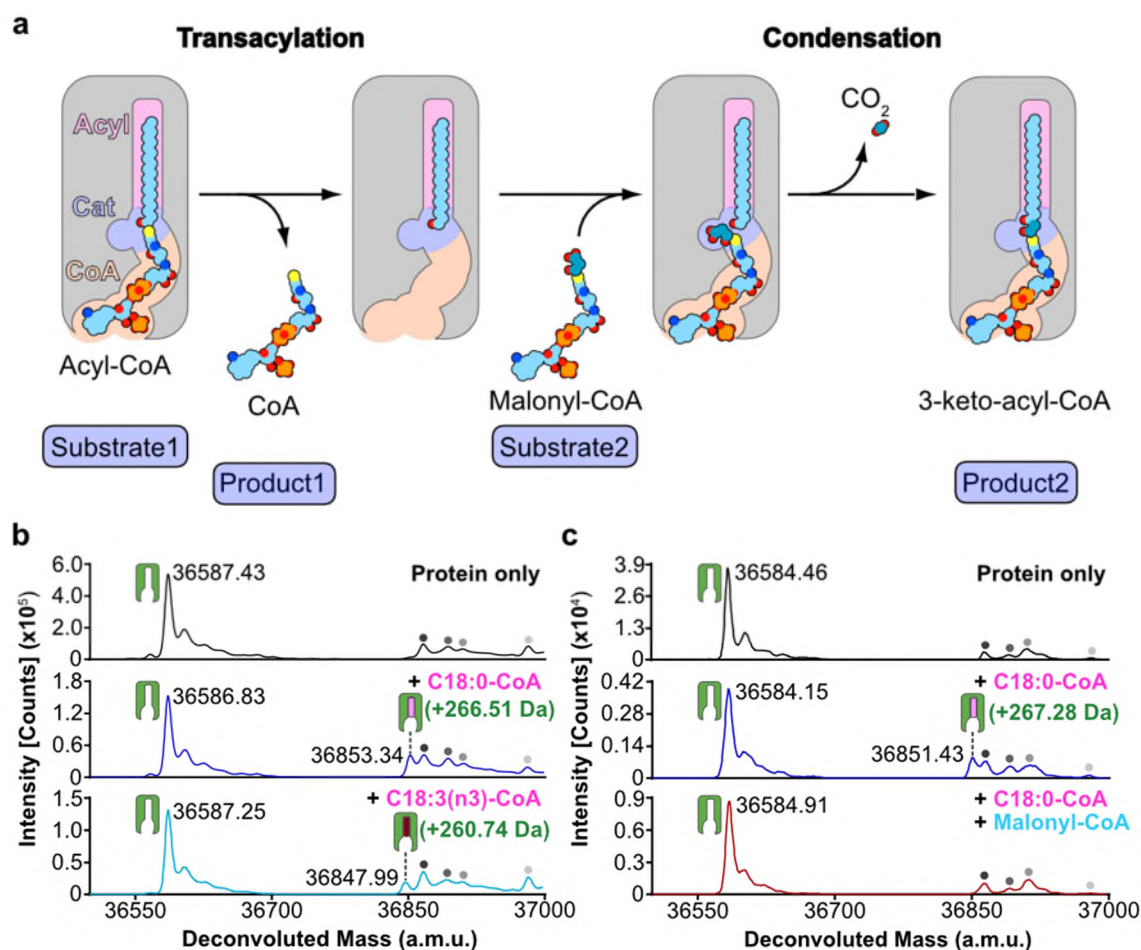 a
Transacylation
Condensation
Acyl
Cat
CoA
CO2
Acyl-CoA
CoA
Malonyl-CoA
3-keto-acyl-CoA
Substrate1
Product1
Substrate2
Product2
b
Intensity [Counts] (x10⁵)
6.0
4.0
2.0
0
36587.43
Protein only
1.8
1.2
0.6
0
36586.83
+ C18:0-CoA
(+266.51 Da)
36853.34
1.5
1.0
0.5
0
36587.25
+ C18:3(n3)-CoA
(+260.74 Da)
36847.99
36550
36700
36850
37000
Deconvoluted Mass (a.m.u.)
c
Intensity [Counts] (x10⁴)
3.9
2.6
1.3
0
36584.46
Protein only
0.42
0.28
0.14
0
36584.15
+ C18:0-CoA
(+267.28 Da)
36851.43
0.9
0.6
0.3
0
36584.91
+ C18:0-CoA
+ Malonyl-CoA
36550
36700
36850
37000
Deconvoluted Mass (a.m.u.)